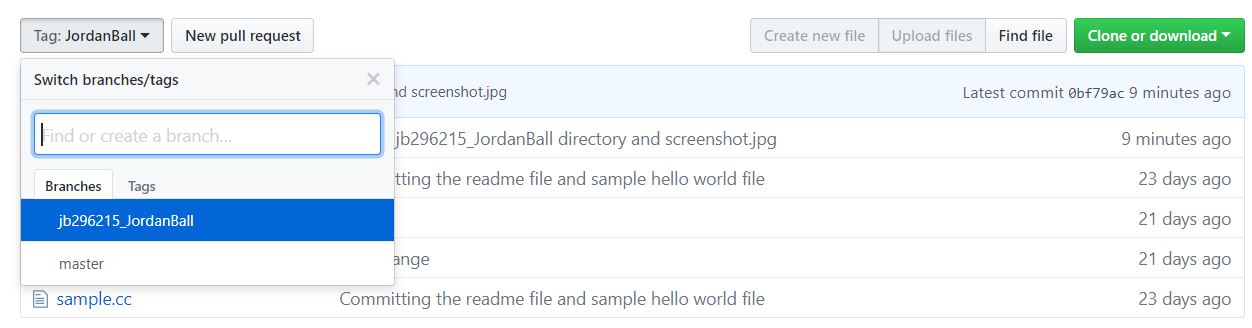 Tag: JordanBall New pull request Create new file Upload files Find file Clone or download
Switch branches/tags
nd screenshot.jpg Latest commit 0bf79ac 9 minutes ago
Find or create a branch...
jb296215_JordanBall directory and screenshot.jpg 9 minutes ago
Branches Tags
tting the readme file and sample hello world file 23 days ago
jb296215_JordanBall 21 days ago
master ange 21 days ago
sample.cc Committing the readme file and sample hello world file 23 days ago